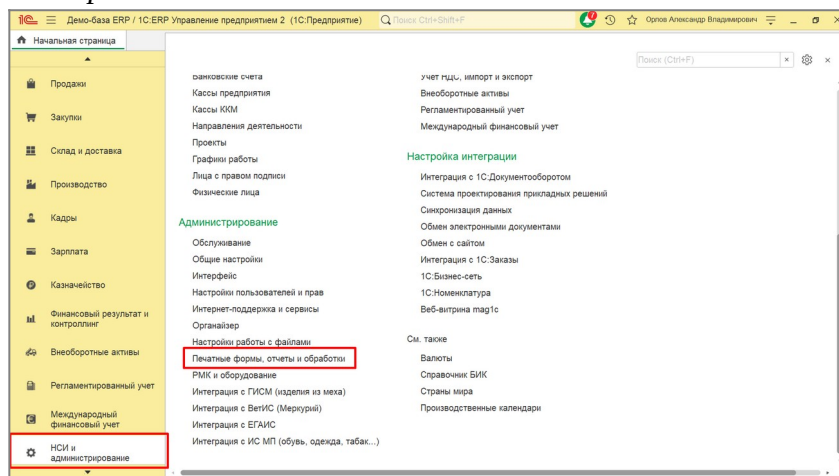 Демо-база ERP / 1С:ERP Управление предприятием 2 (1С:Предприятие)
Поиск Ctrl+Shift+F
Орлов Александр Владимирович
Начальная страница
Поиск (Ctrl+F)
Продажи
Закупки
Склад и доставка
Производство
Кадры
Зарплата
Казначейство
Финансовый результат и
контроллинг
Внеоборотные активы
Регламентированный учет
Международный
финансовый учет
НСИ и
администрирование
Банковские счета
Кассы предприятия
Кассы ККМ
Направления деятельности
Проекты
Графики работы
Лица с правом подписи
Физические лица
Администрирование
Обслуживание
Общие настройки
Интерфейс
Настройки пользователей и прав
Интернет-поддержка и сервисы
Органайзер
Настройки работы с файлами
Печатные формы, отчеты и обработки
РМК и оборудование
Интеграция с ГИСМ (изделия из меха)
Интеграция с ВетИС (Меркурий)
Интеграция с ЕГАИС
Интеграция с ИС МП (обувь, одежда, табак...)
Учет НДС, импорт и экспорт
Внеоборотные активы
Регламентированный учет
Международный финансовый учет
Настройка интеграции
Интеграция с 1С:Документооборотом
Система проектирования прикладных решений
Синхронизация данных
Обмен электронными документами
Обмен с сайтом
Интеграция с 1С:Заказы
1С:Бизнес-сеть
1С:Номенклатура
Веб-витрина mag1c
См. также
Валюты
Справочник БИК
Страны мира
Производственные календари